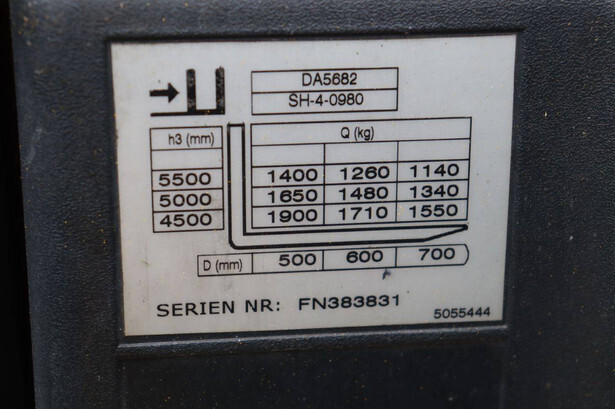 DA5682
SH-4-0980
h3 (mm) Q (kg)
5500 1400 1260 1140
5000 1650 1480 1340
4500 1900 1710 1550
D (mm) 500 600 700
SERIEN NR: FN383831
5055444